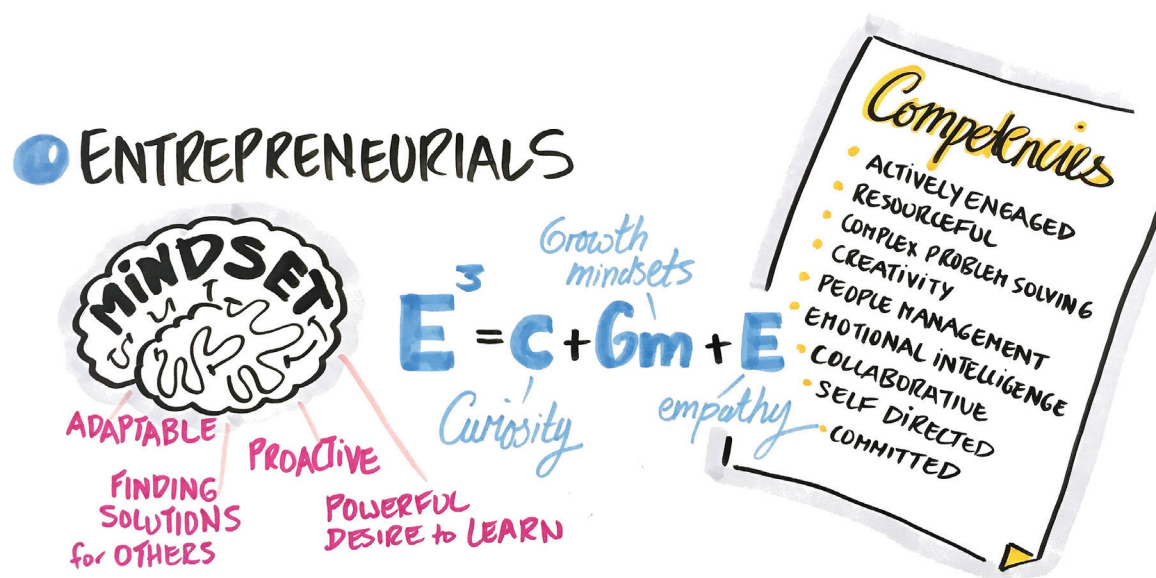 ENTREPRENEURIALS
MiNDSET
ADAPTABLE
FINDING
SOLUTIONS
for OTHERS
PROACTIVE
POWERFUL
DESIRE to LEARN
Growth
mindsets
E³ = C + Gm + E
Curiosity
empathy
Competencies
• ACTIVELY ENGAGED
• RESOURCEFUL
• COMPLEX PROBLEM SOLVING
• CREATIVITY
• PEOPLE MANAGEMENT
• EMOTIONAL iNTELLIGENCE
• COLLABORATIVE
• SELF DIRECTED
• COMMITTED